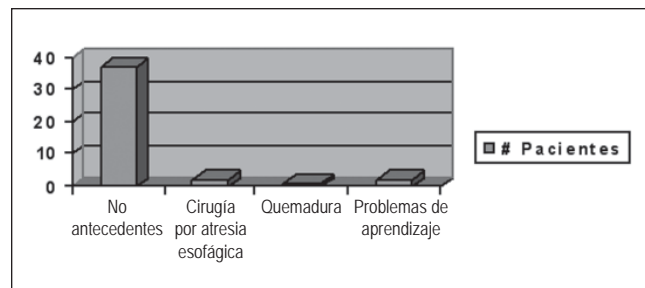 40
30
20
10
0
No antecedentes
Cirugía por atresia esofágica
Quemadura
Problemas de aprendizaje
# Pacientes